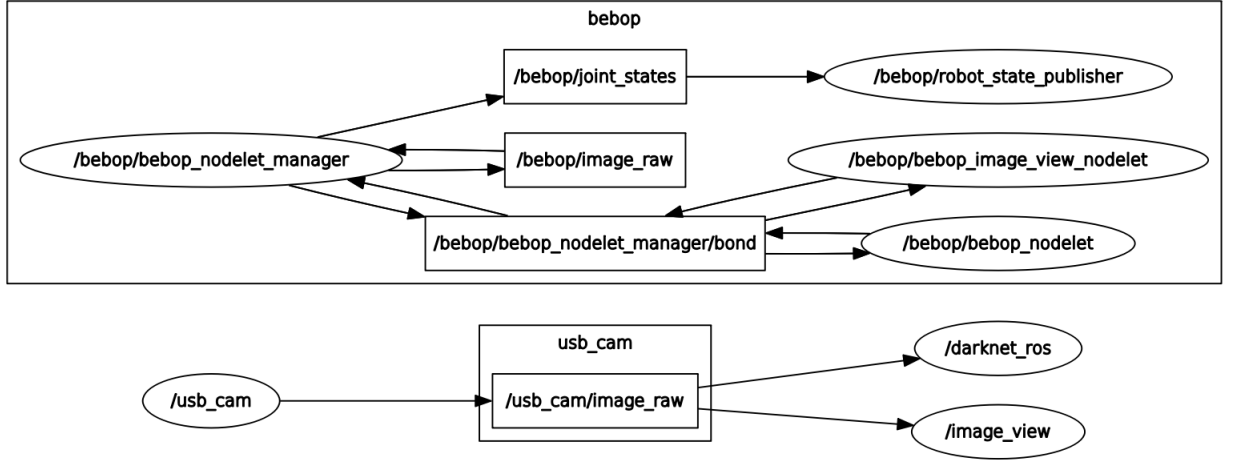 bebop
/bebop/joint_states
/bebop/robot_state_publisher
/bebop/bebop_nodelet_manager
/bebop/image_raw
/bebop/bebop_image_view_nodelet
/bebop/bebop_nodelet_manager/bond
/bebop/bebop_nodelet
usb_cam
/darknet_ros
/usb_cam
/usb_cam/image_raw
/image_view